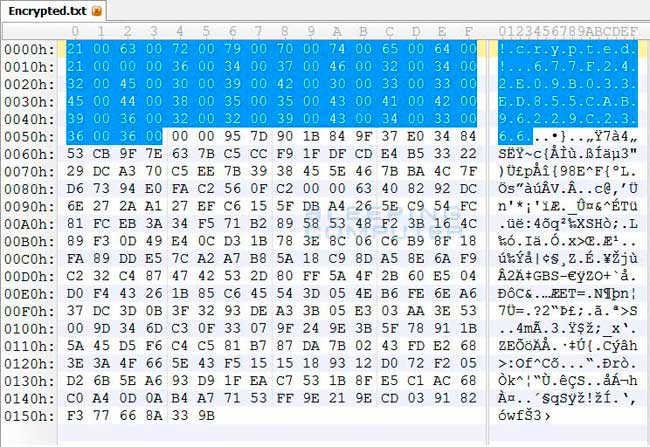 Encrypted.txt
0 1 2 3 4 5 6 7 8 9 A B C D E F 0123456789ABCDEF
0000h: 21 00 63 00 72 00 79 00 70 00 74 00 65 00 64 00 !.c.r.y.p.t.e.d.
0010h: 21 00 00 00 36 00 34 00 37 00 46 00 32 00 34 00 !...6.7.7.F.2.4.
0020h: 32 00 45 00 30 00 39 00 42 00 30 00 33 00 33 00 2.E.0.9.B.0.3.3.
0030h: 45 00 44 00 38 00 35 00 35 00 43 00 41 00 42 00 E.D.8.5.5.C.A.B.
0040h: 39 00 36 00 32 00 32 00 39 00 43 00 34 00 33 00 9.6.2.2.9.C.2.3.
0050h: 36 00 36 00 00 00 95 7D 90 1B 84 9F 37 E0 34 84 6.6...•}..„Ÿ7à4„
0060h: 53 CB 9F 7E 63 7B C5 CC F9 1F DF CD E4 B5 33 22 SËŸ~c{ÅÌù.ßÍäµ3"
0070h: 29 DC A3 70 C5 EE 7B 39 38 45 5E 46 7B BA 4C 7F )Ü£pÅî{98E^F{ºL.
0080h: D6 73 94 E0 FA C2 56 0F C2 00 00 63 40 82 92 DC Ös”àúÂV.Â..c@‚’Ü
0090h: 6E 27 2A A1 27 EF CC 15 5F DB A4 26 5E C9 54 FC n'*¡'ïÌ._Û¤&^ÉTü
00A0h: 81 FC EB 3A 34 F5 71 B2 89 58 53 48 F2 3B 16 4C .üë:4õq²‰XSHò;.L
00B0h: 89 F3 0D 49 E4 0C D3 1B 78 3E 8C 06 C6 B9 8F 18 ‰ó.Iä.Ó.x>Œ.Æ¹..
00C0h: FA 89 DD E5 7C A2 A7 B8 5A 18 C9 8D A5 8E 6A F9 ú‰Ýå|¢§¸Z.É.¥Žjù
00D0h: C2 32 C4 87 47 42 53 2D 80 FF 5A 4F 2B 60 E5 04 Â2Ä‡GBS-€ÿZO+`å.
00E0h: D0 F4 43 26 1B 85 C6 45 54 3D 05 4E B6 FE 6E A6 ÐôC&.…ÆET=.N¶þn¦
00F0h: 37 DC 3D 0B 3F 32 93 DE A3 3B 05 E3 03 AA 3E 53 7Ü=.?2“Þ£;.ã.ª>S
0100h: 09 9D 34 6D C3 0F 33 07 9F 24 9E 3B 5F 78 91 1B ..4mÃ.3.Ÿ$ž;_x‘.
0110h: 5A 45 D5 F6 C4 C5 81 B7 87 DA 7B 02 43 FD E2 68 ZEÕöÄÅ.·‡Ú{.Cýâh
0120h: 3E 3A 4F 66 5E 43 F5 15 15 18 93 12 D0 72 F2 05 >:Of^Cõ...“.Ðrò.
0130h: D2 6B 5E A6 93 D9 1F EA C7 53 1B 8F E5 C1 AC 68 Òk^¦“Ù.êÇS..åÁ¬h
0140h: C0 A4 0D 0A B4 A7 71 53 FF 9E 21 9E CD 03 91 82 À¤..´§qSÿž!žÍ.‘‚
0150h: F3 77 66 8A 33 9B ówfŠ3›
BLEEPING
COMPUTER